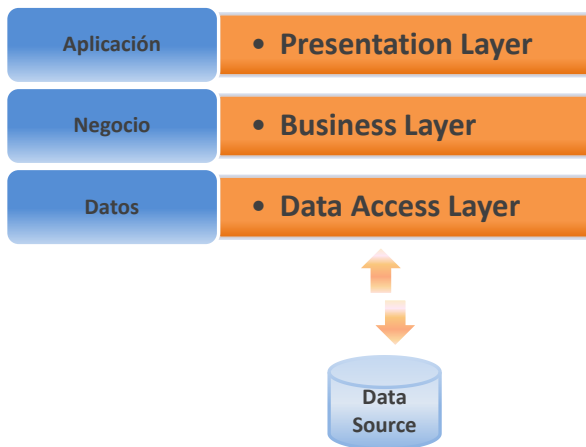 Aplicación
• Presentation Layer
Negocio
• Business Layer
Datos
• Data Access Layer
Data
Source